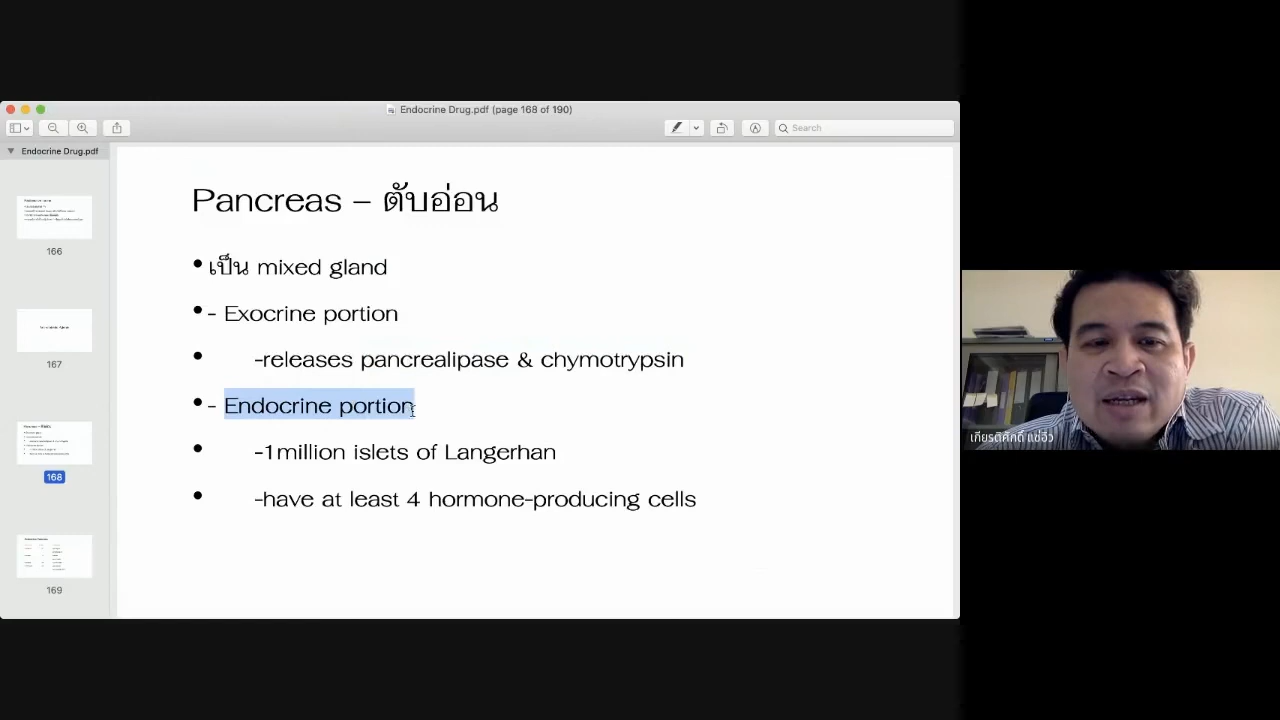 Endocrine Drug.pdf (page 168 of 190)
Search
Endocrine Drug.pdf
166
167
168
169
Pancreas – ตับอ่อน
•เป็น mixed gland
•- Exocrine portion
• -releases pancrealipase & chymotrypsin
•- Endocrine portion
• -1million islets of Langerhan
• -have at least 4 hormone-producing cells
เกียรติศักดิ์ แซ่อิ๋ว